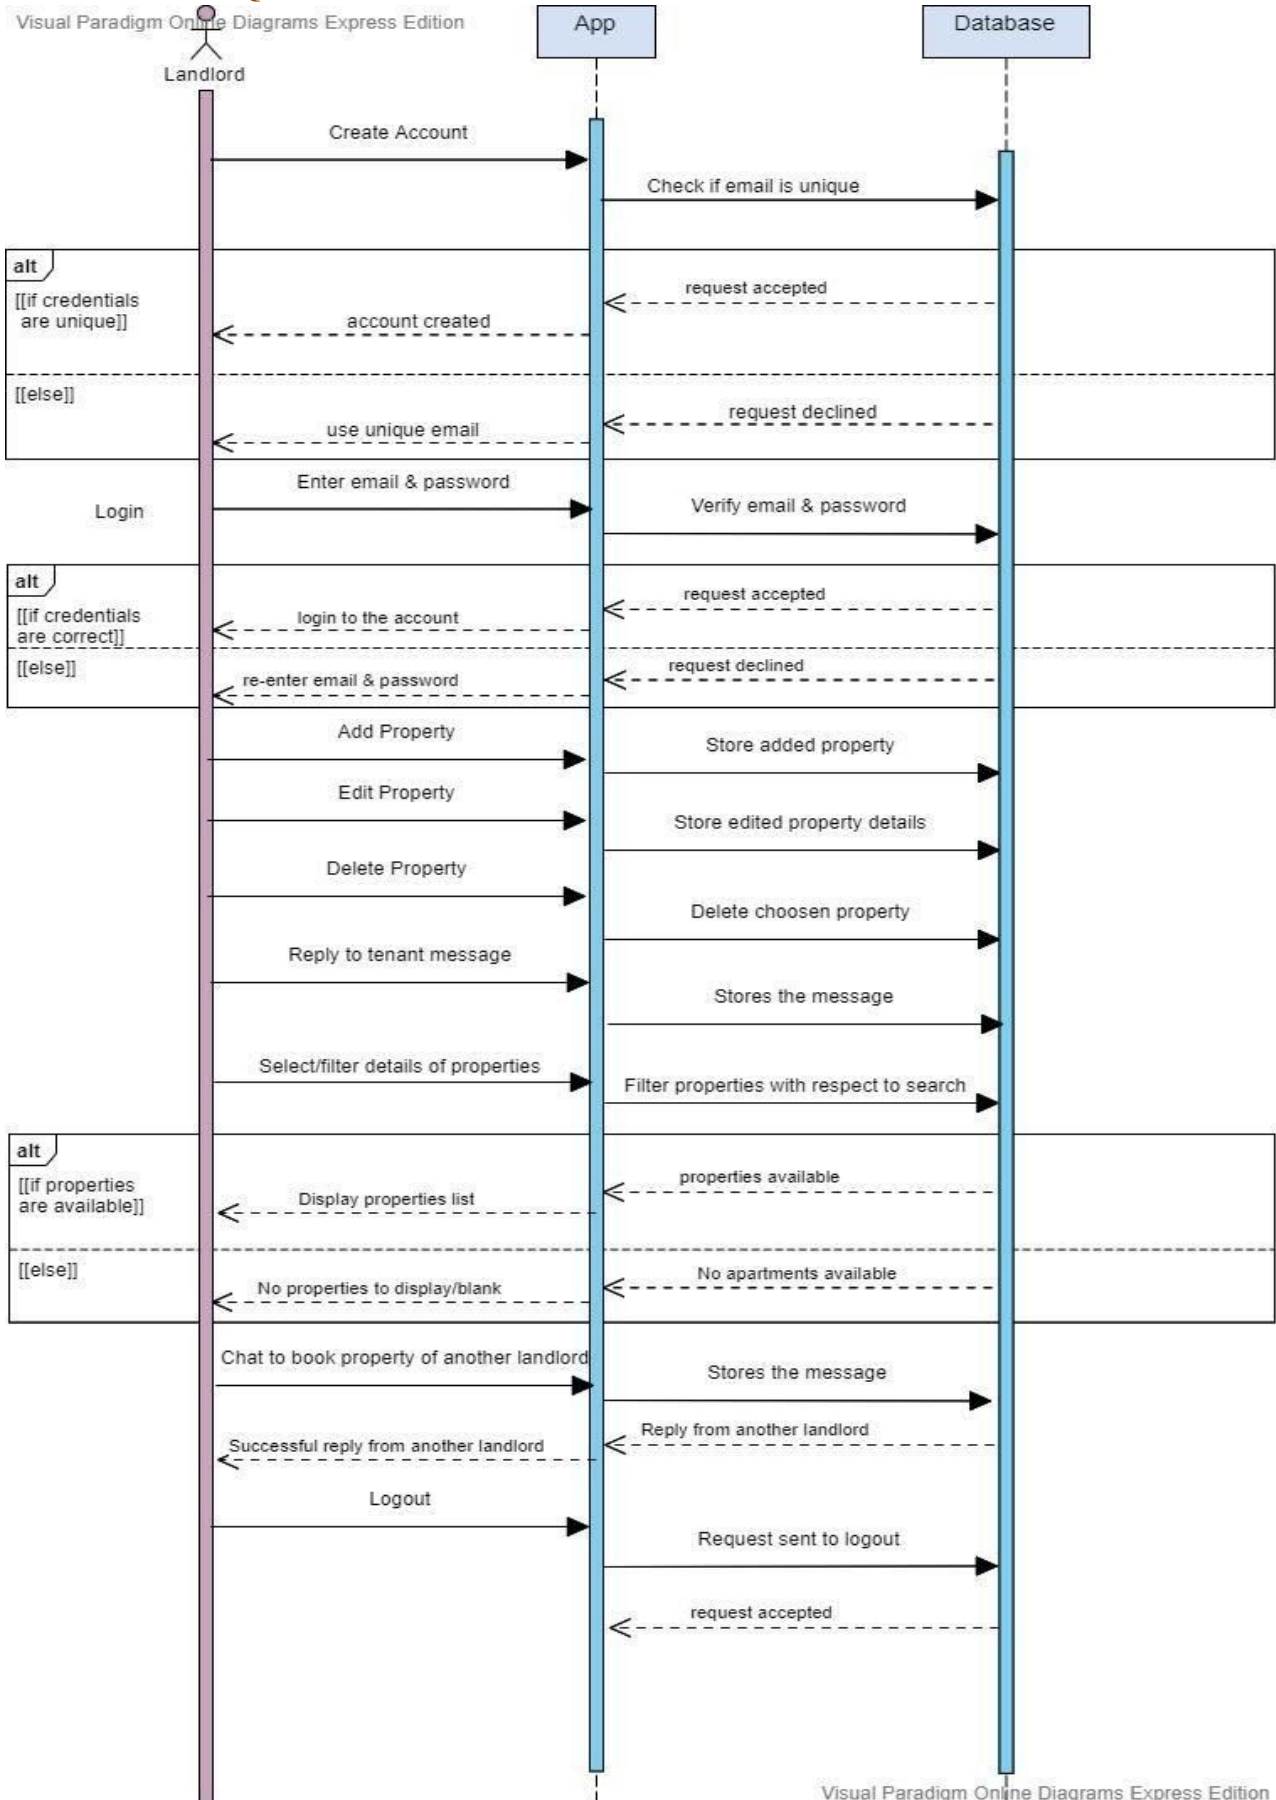 Visual Paradigm Online Diagrams Express Edition
App
Database
Landlord
Create Account
Check if email is unique
alt
[[if credentials
are unique]]
request accepted
account created
[[else]]
request declined
use unique email
Enter email & password
Login
Verify email & password
alt
[[if credentials
are correct]]
request accepted
login to the account
[[else]]
request declined
re-enter email & password
Add Property
Store added property
Edit Property
Store edited property details
Delete Property
Delete choosen property
Reply to tenant message
Stores the message
Select/filter details of properties
Filter properties with respect to search
alt
[[if properties
are available]]
properties available
Display properties list
[[else]]
No apartments available
No properties to display/blank
Chat to book property of another landlord
Stores the message
Reply from another landlord
Successful reply from another landlord
Logout
Request sent to logout
request accepted
Visual Paradigm Online Diagrams Express Edition